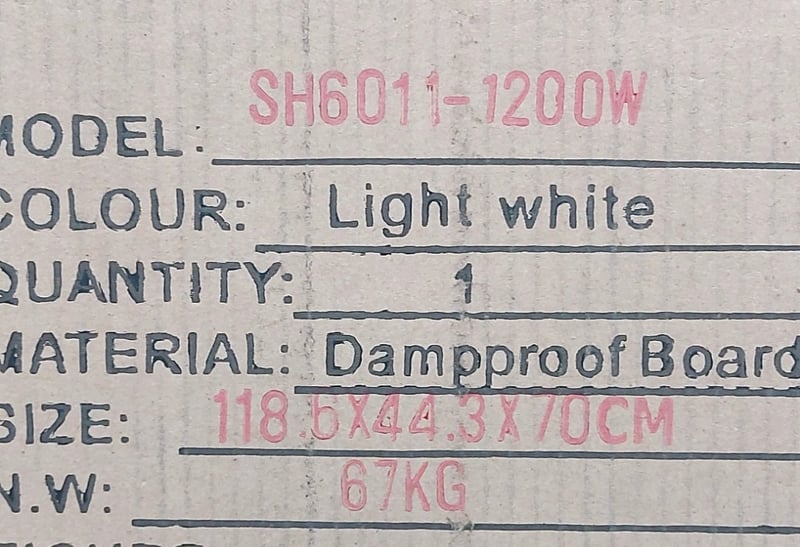 MODEL: SH6011-1200W
COLOUR: Light white
QUANTITY: 1
MATERIAL: Dampproof Board
SIZE: 118.6X44.3X70CM
N.W: 67KG